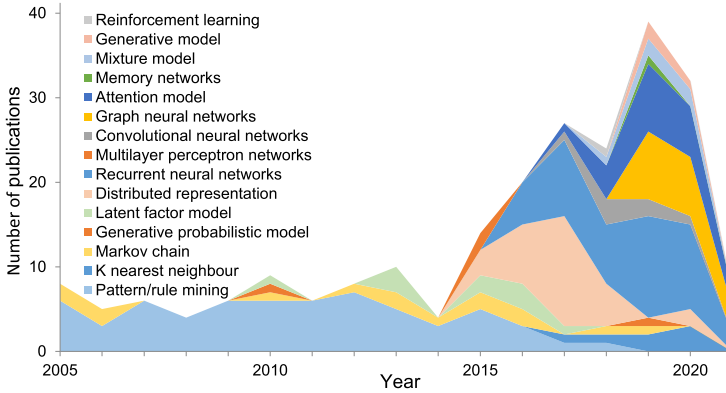 40
30
20
10
0
Number of publications
Reinforcement learning
Generative model
Mixture model
Memory networks
Attention model
Graph neural networks
Convolutional neural networks
Multilayer perceptron networks
Recurrent neural networks
Distributed representation
Latent factor model
Generative probabilistic model
Markov chain
K nearest neighbour
Pattern/rule mining
2005
2010
2015
2020
Year